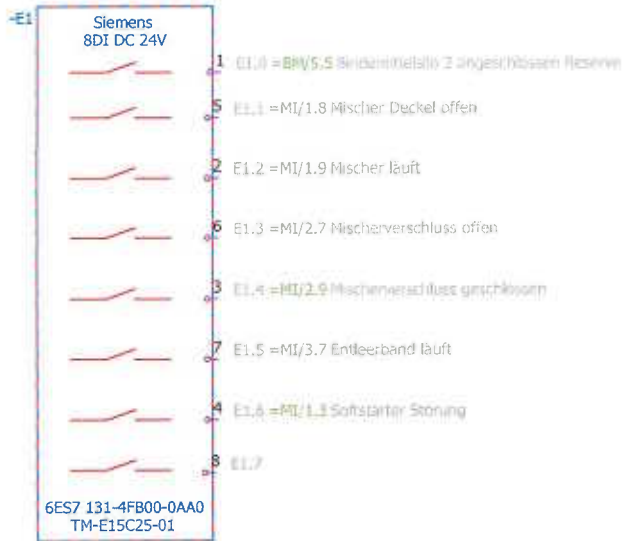 -E1
Siemens
8DI DC 24V
1 E1.0 =BM/5.5 Bindemittelsilo 2 angeschlossen Reserve
5 E1.1 =MI/1.8 Mischer Deckel offen
2 E1.2 =MI/1.9 Mischer läuft
6 E1.3 =MI/2.7 Mischerverschluss offen
3 E1.4 =MI/2.9 Mischerverschluss geschlossen
7 E1.5 =MI/3.7 Entleerband läuft
4 E1.6 =MI/1.3 Softstarter Störung
8 E1.7
6ES7 131-4FB00-0AA0
TM-E15C25-01